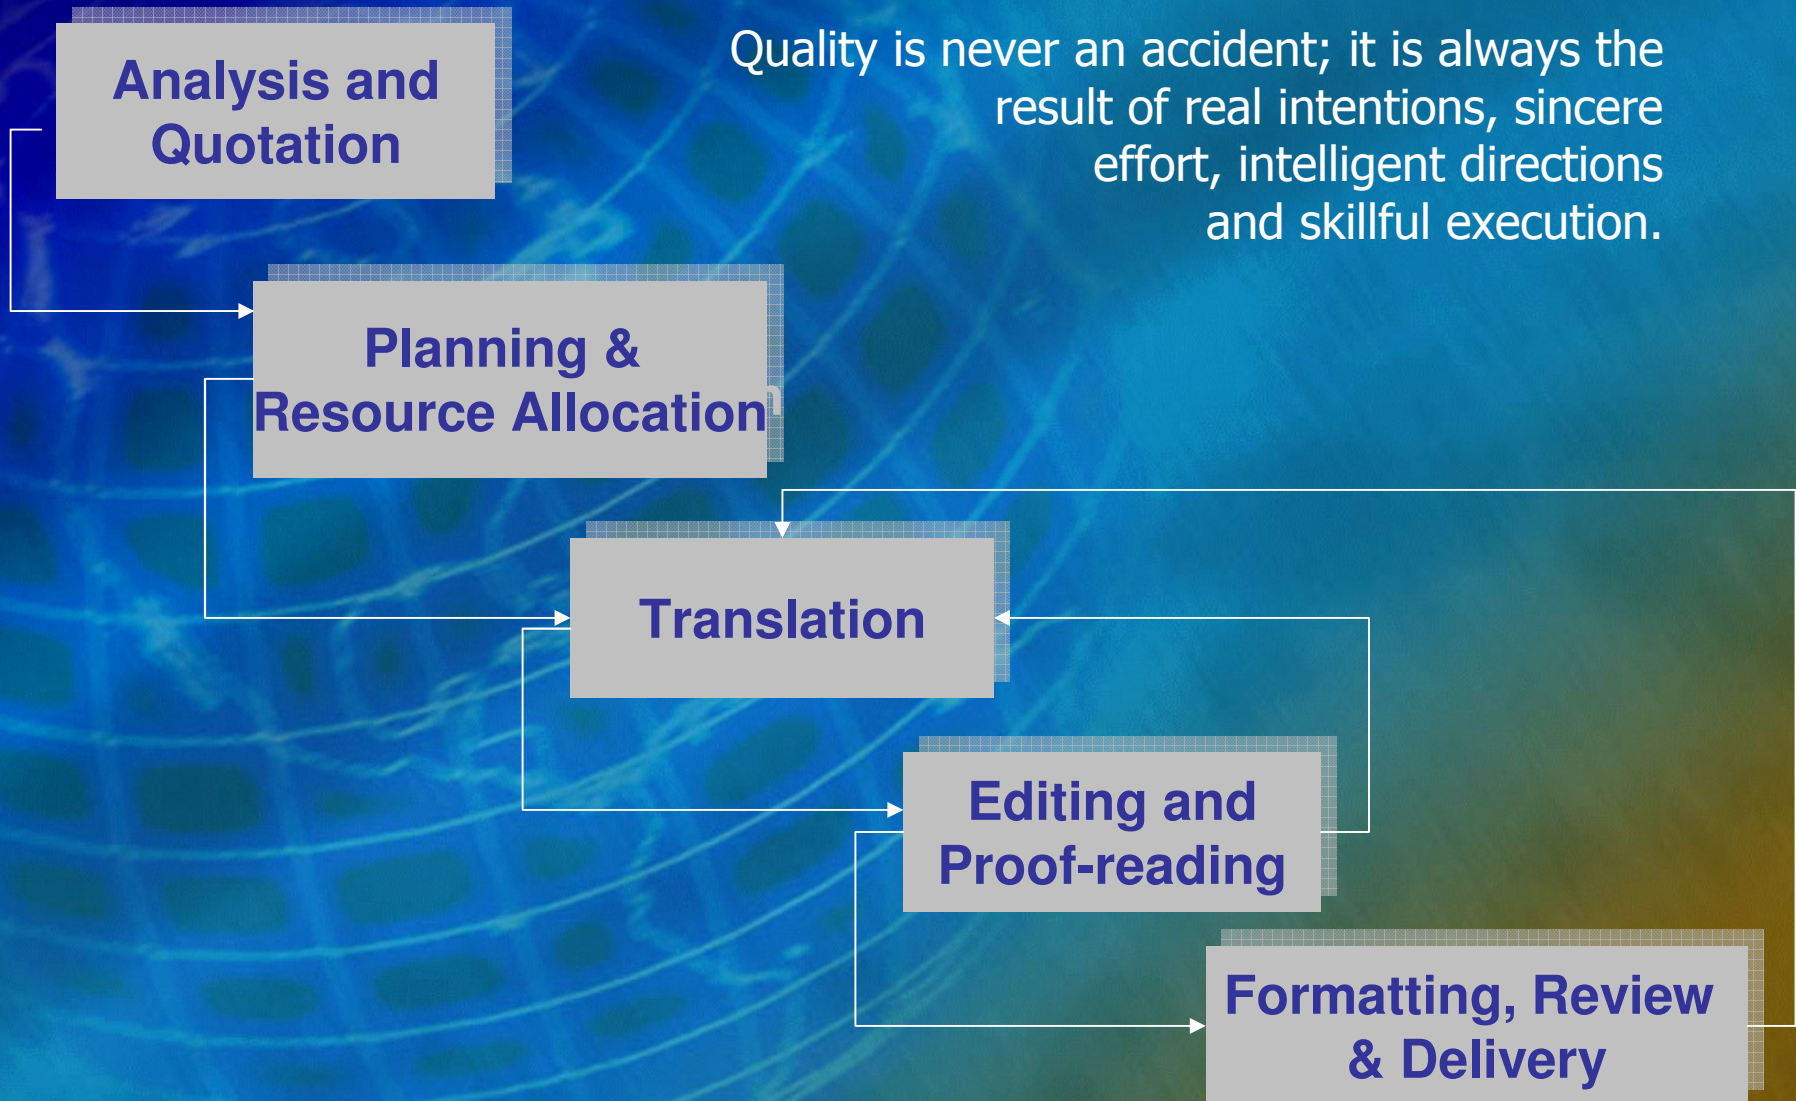 Analysis and
Quotation
Quality is never an accident; it is always the
result of real intentions, sincere
effort, intelligent directions
and skillful execution.
Planning &
Resource Allocation
Translation
Editing and
Proof-reading
Formatting, Review
& Delivery